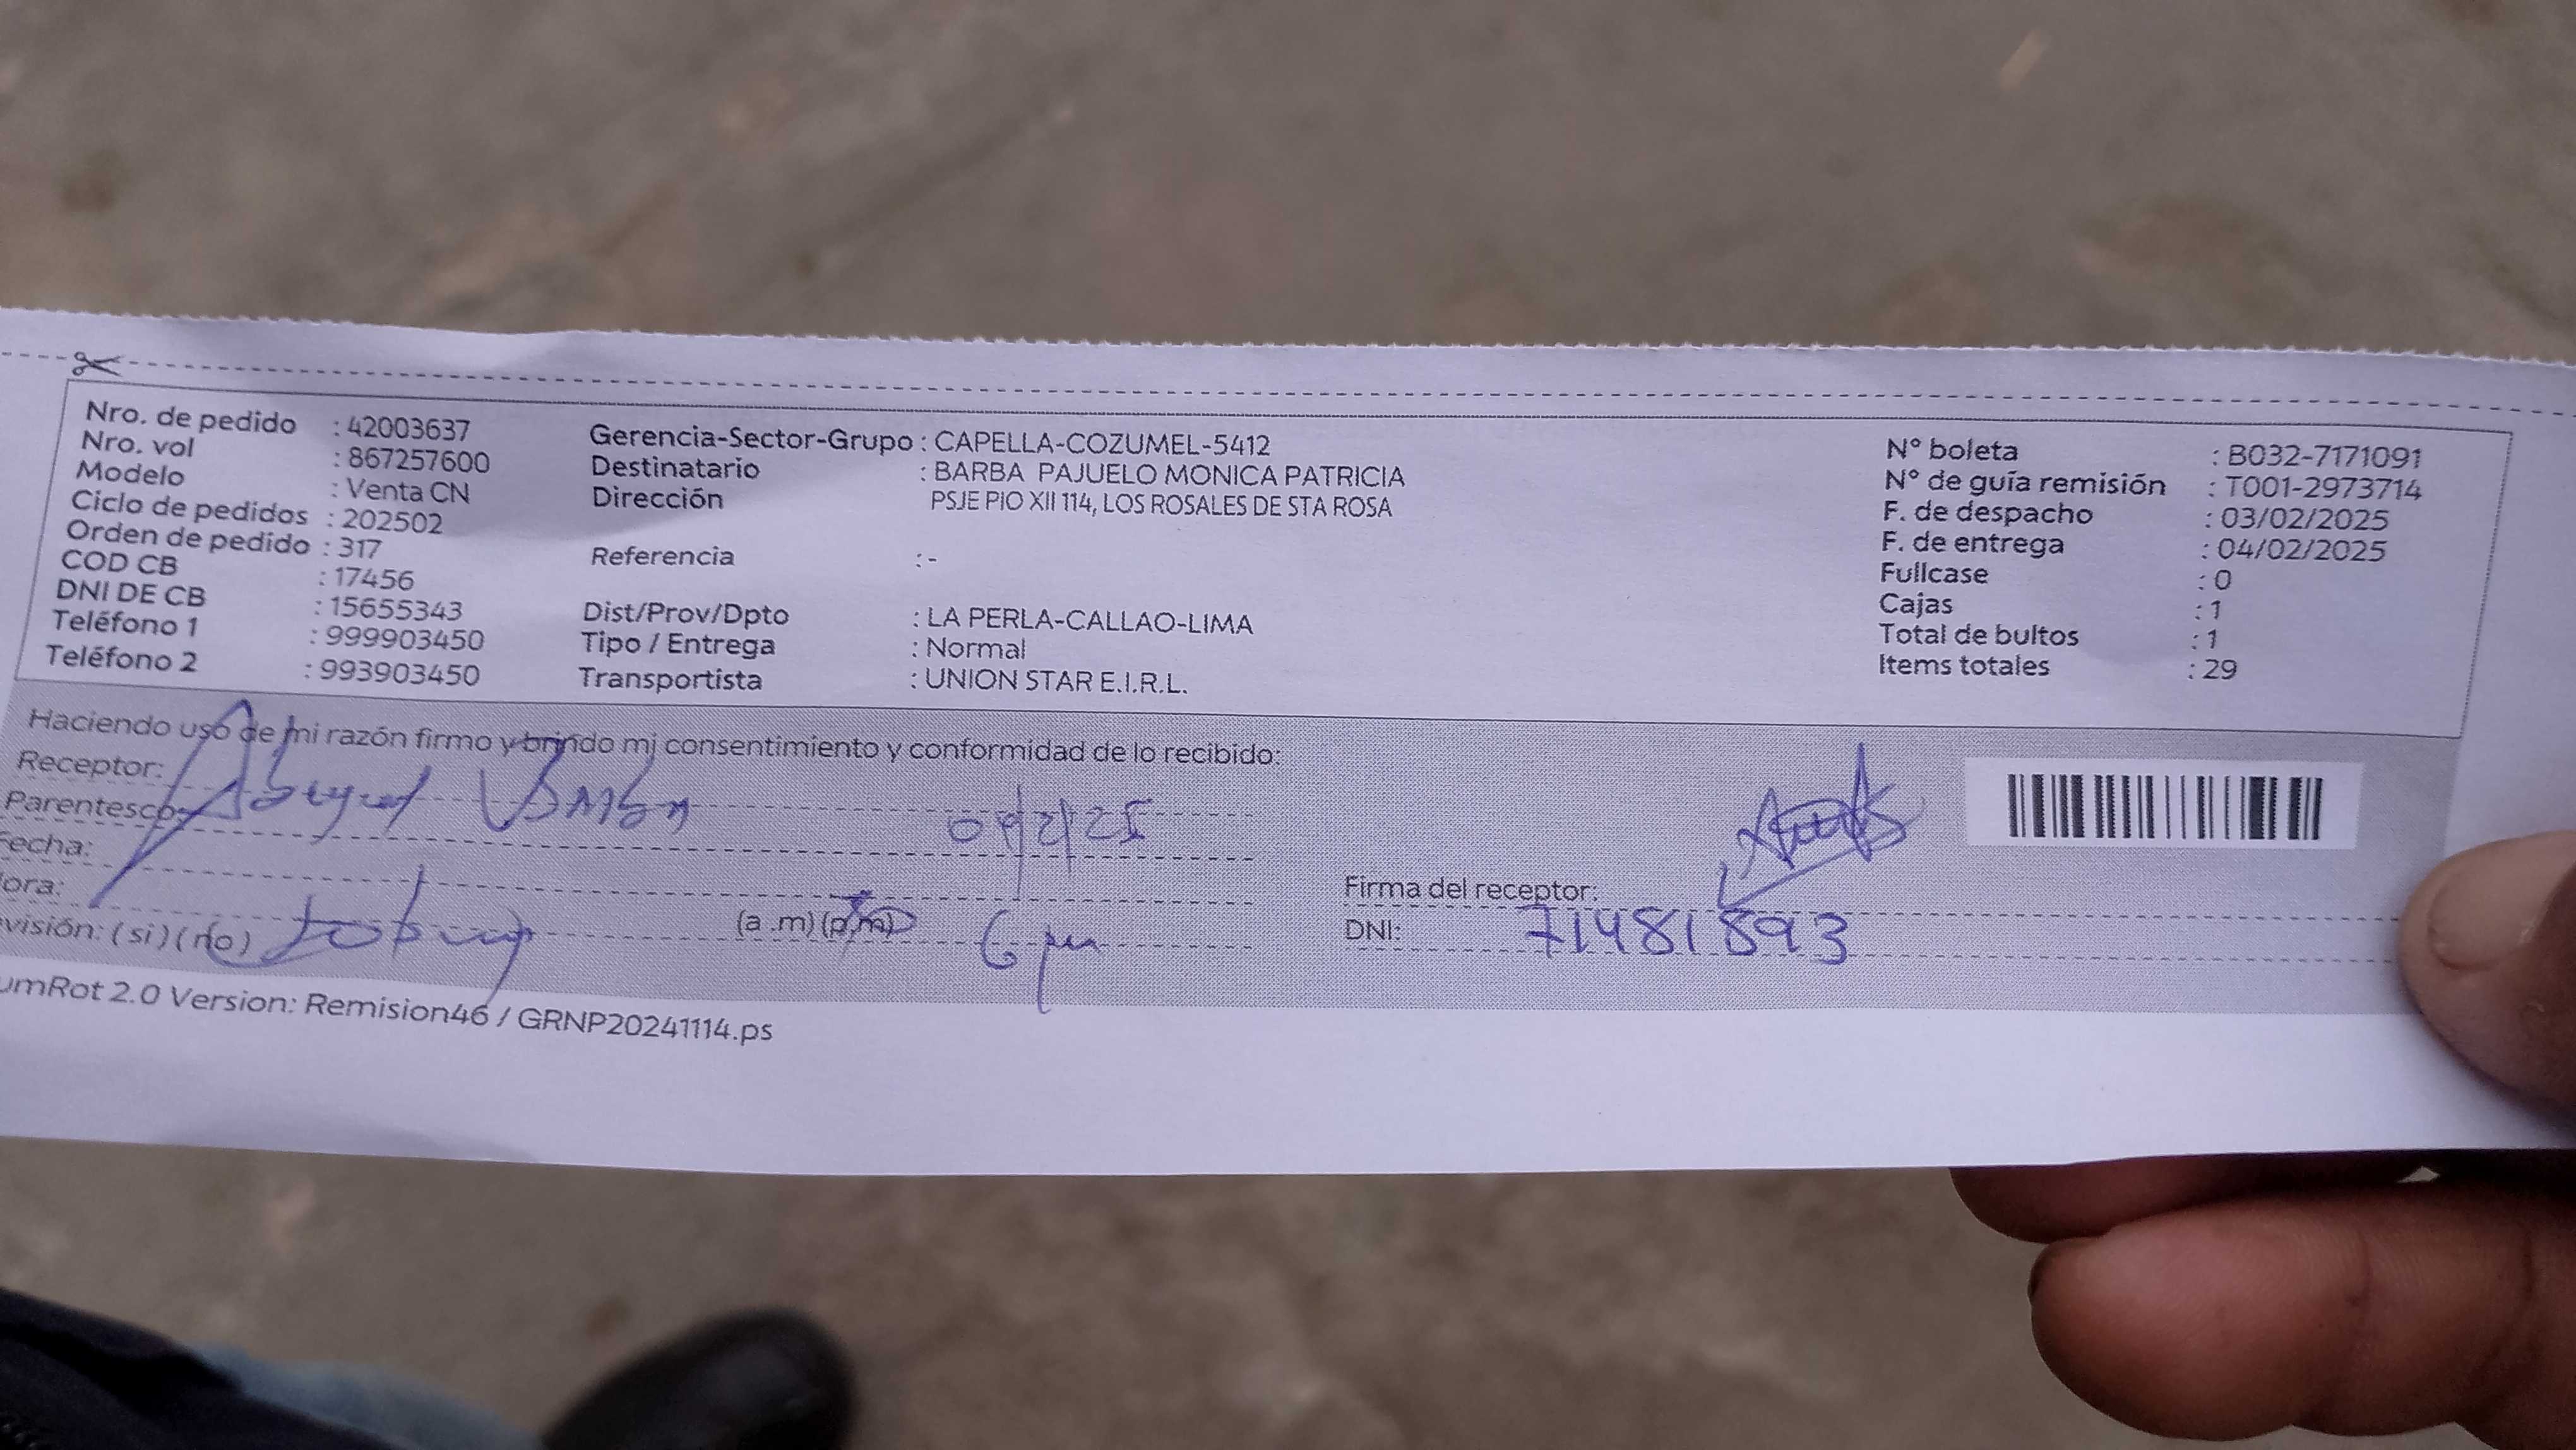 Nro. de pedido : 42003637
Nro. vol : 867257600
Modelo : Venta CN
Ciclo de pedidos : 202502
Orden de pedido : 317
COD CB : 17456
DNI DE CB : 15655343
Teléfono 1 : 999903450
Teléfono 2 : 993903450
Gerencia-Sector-Grupo : CAPELLA-COZUMEL-5412
Destinatario : BARBA PAJUELO MONICA PATRICIA
Dirección PSJE PIO XII 114, LOS ROSALES DE STA ROSA
Referencia : -
Dist/Prov/Dpto : LA PERLA-CALLAO-LIMA
Tipo / Entrega : Normal
Transportista : UNION STAR E.I.R.L.
N° boleta : B032-7171091
N° de guía remisión : T001-2973714
F. de despacho : 03/02/2025
F. de entrega : 04/02/2025
Fullcase : 0
Cajas : 1
Total de bultos : 1
Items totales : 29
Haciendo uso de mi razón firmo y brindo mi consentimiento y conformidad de lo recibido:
Receptor:
Parentesco:
Fecha:
ora:
visión: (si) (no) (a .m) (p.m) 6 pm
Firma del receptor:
DNI: 71481893
umRot 2.0 Version: Remision46 / GRNP20241114.ps